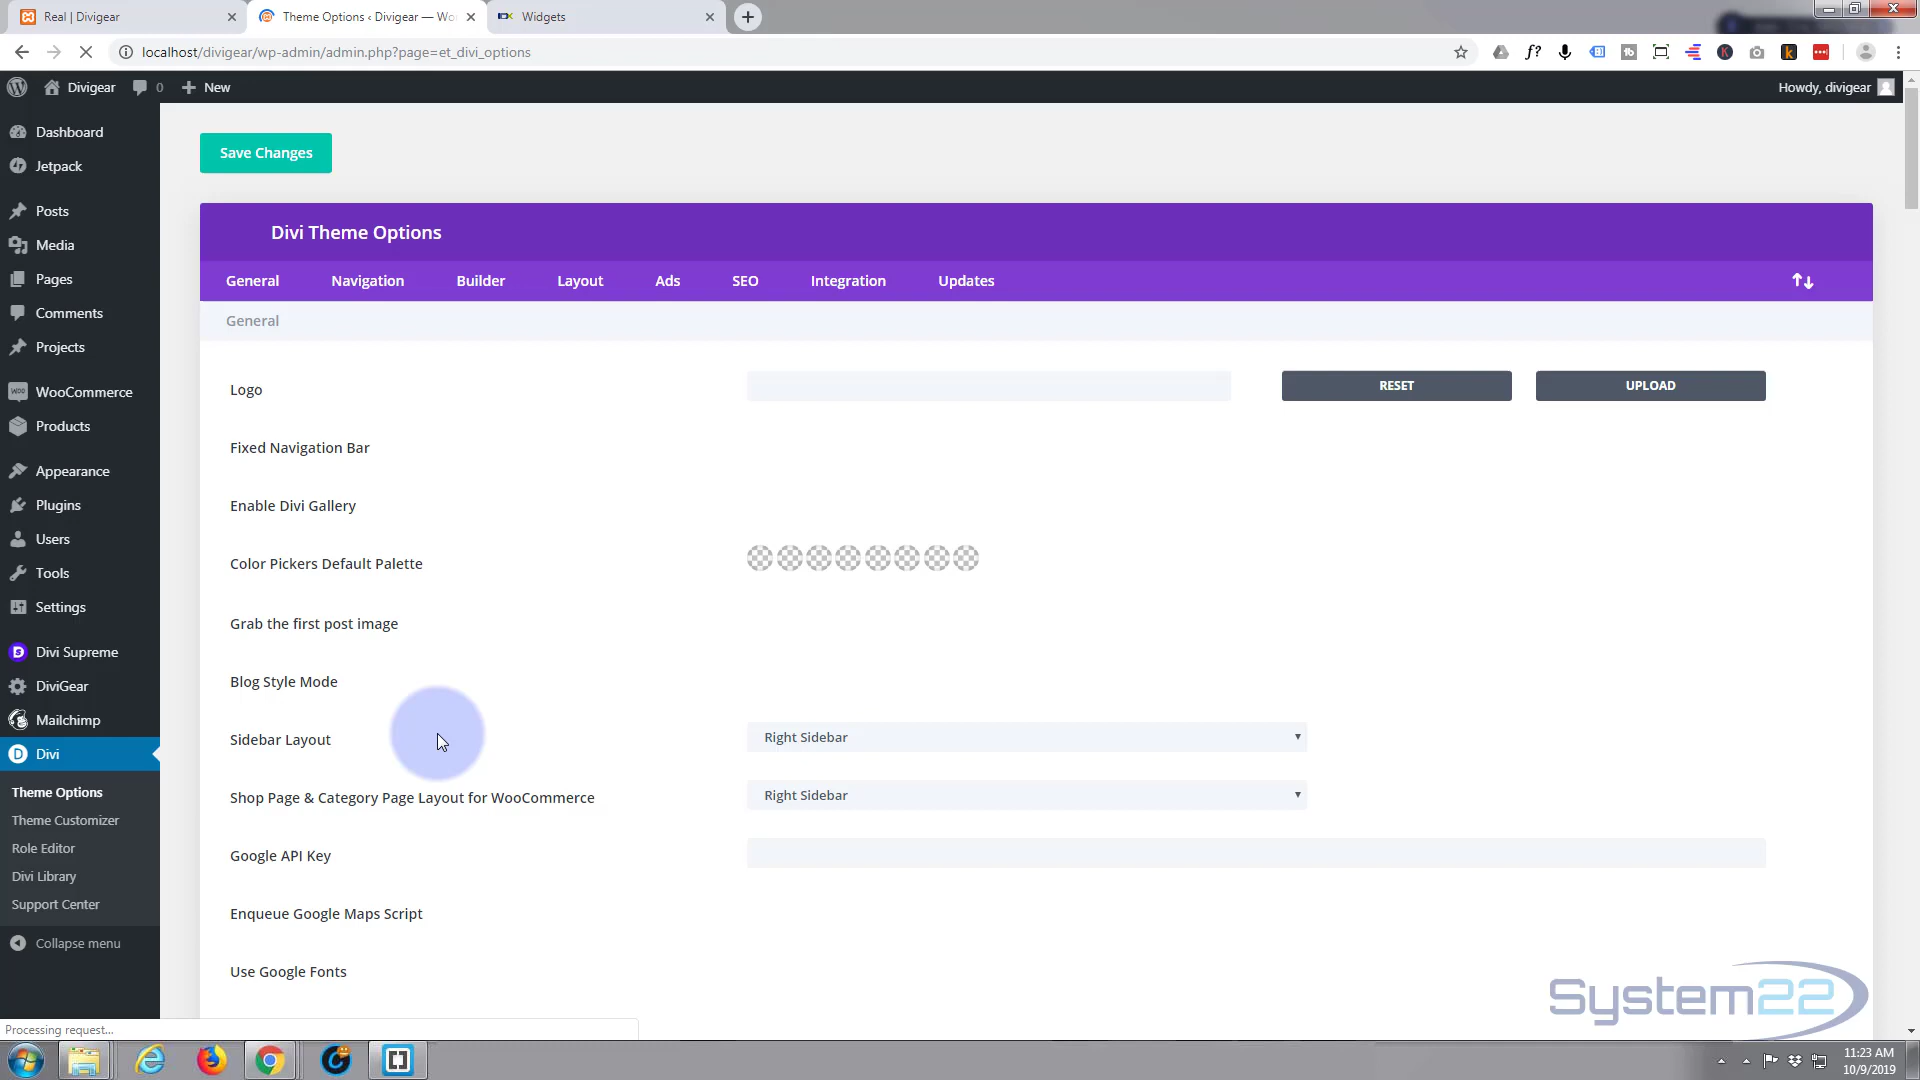 Real | Divigear
Theme Options ‹ Divigear — Wo
Widgets
localhost/divigear/wp-admin/admin.php?page=et_divi_options
Divigear
0
New
Howdy, divigear
Dashboard
Jetpack
Posts
Media
Pages
Comments
Projects
WooCommerce
Products
Appearance
Plugins
Users
Tools
Settings
Divi Supreme
DiviGear
Mailchimp
Divi
Theme Options
Theme Customizer
Role Editor
Divi Library
Support Center
Collapse menu
Save Changes
Divi Theme Options
General Navigation Builder Layout Ads SEO Integration Updates
General
Logo RESET UPLOAD
Fixed Navigation Bar
Enable Divi Gallery
Color Pickers Default Palette
Grab the first post image
Blog Style Mode
Sidebar Layout Right Sidebar
Shop Page & Category Page Layout for WooCommerce Right Sidebar
Google API Key
Enqueue Google Maps Script
Use Google Fonts
System22
Processing request...
11:23 AM
10/9/2019